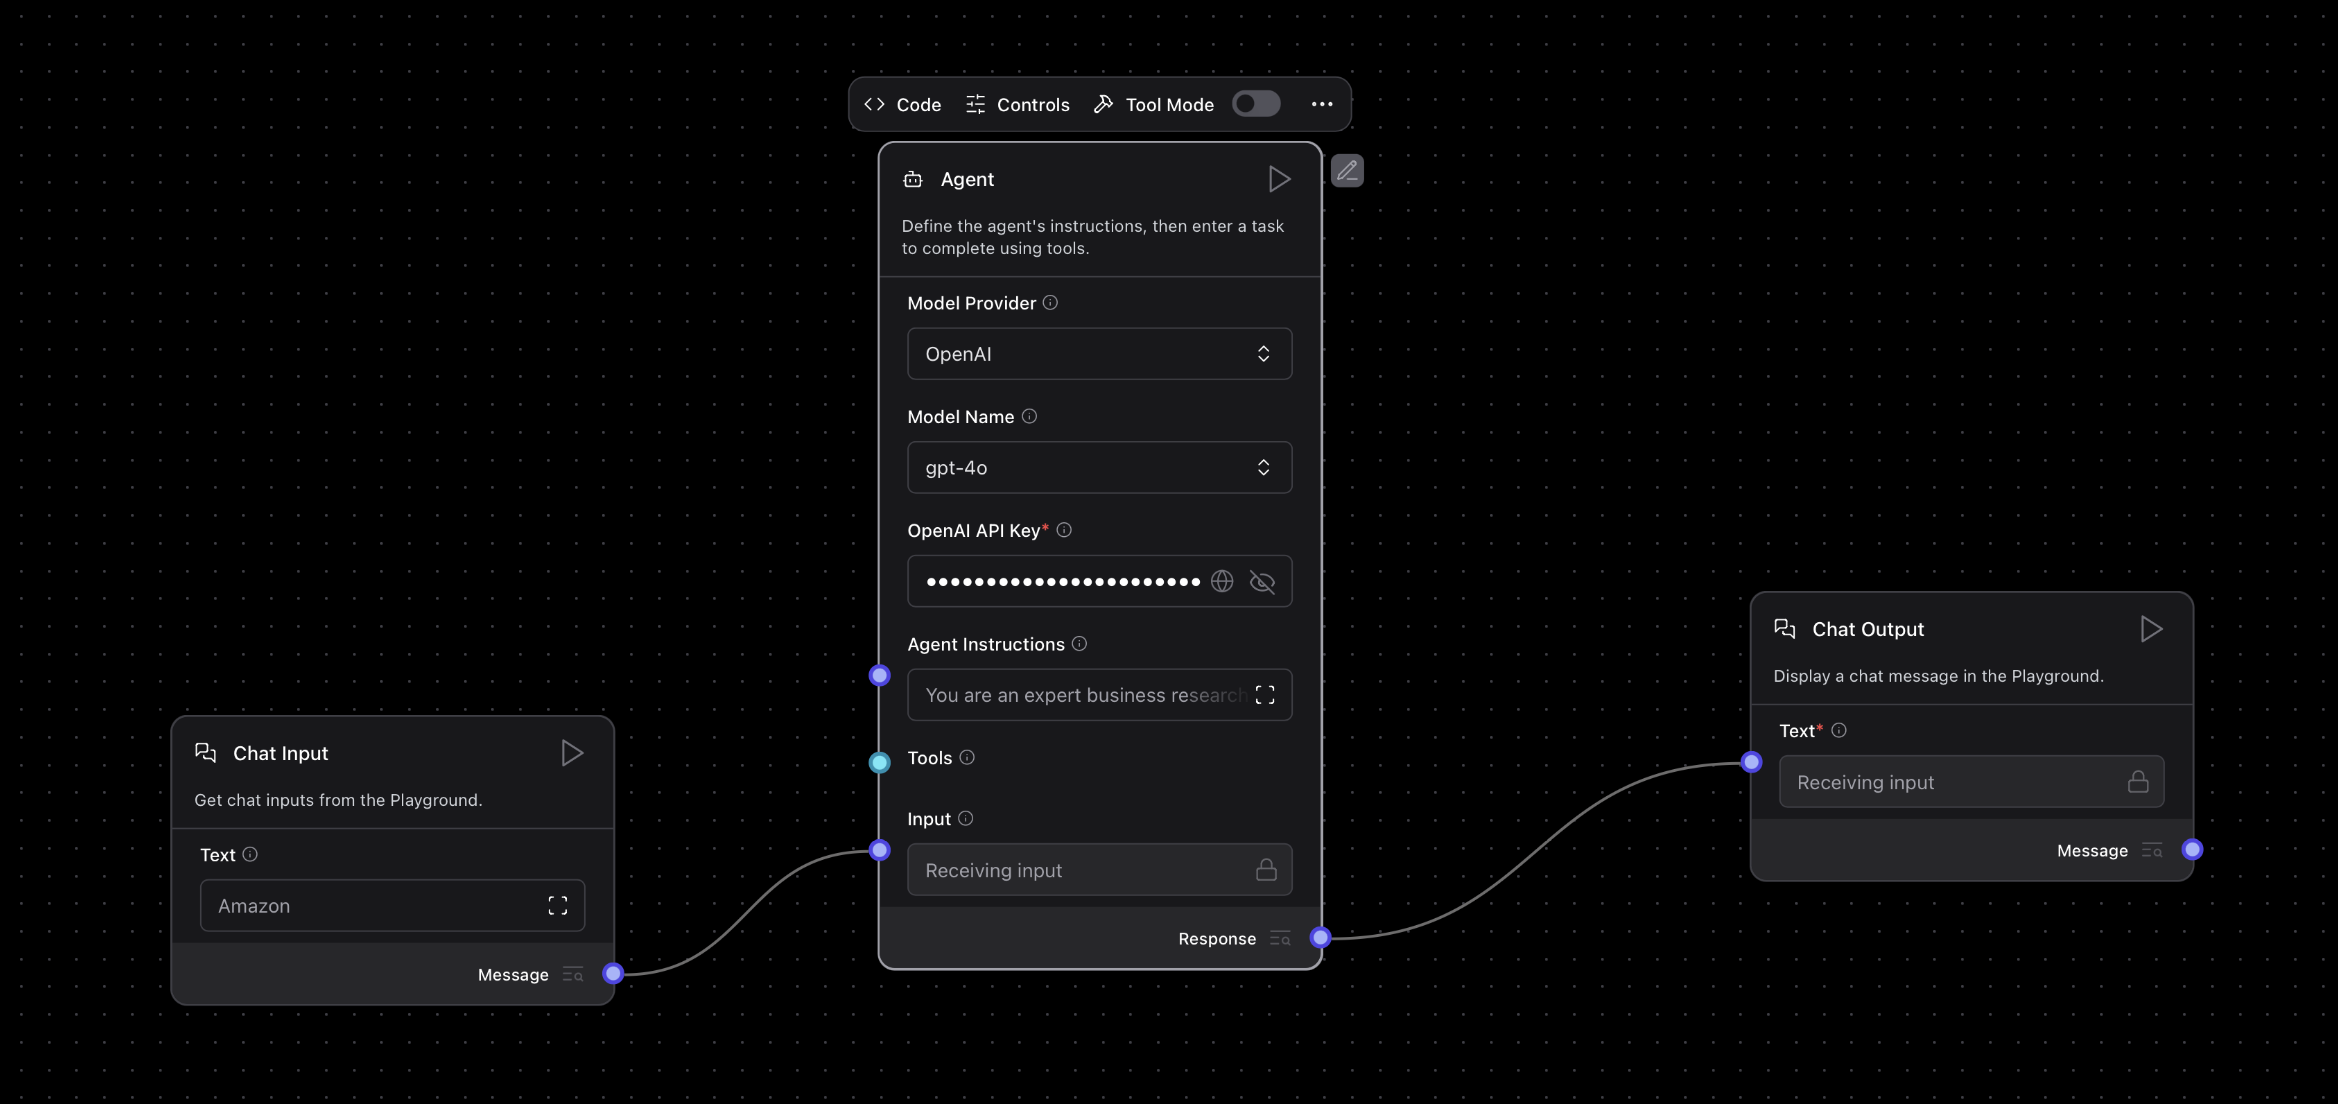 Code Controls Tool Mode
Agent
Define the agent's instructions, then enter a task
to complete using tools.
Model Provider
OpenAI
Model Name
gpt-4o
OpenAI API Key*
Agent Instructions
You are an expert business research
Tools
Input
Receiving input
Response
Chat Input
Get chat inputs from the Playground.
Text
Amazon
Message
Chat Output
Display a chat message in the Playground.
Text*
Receiving input
Message